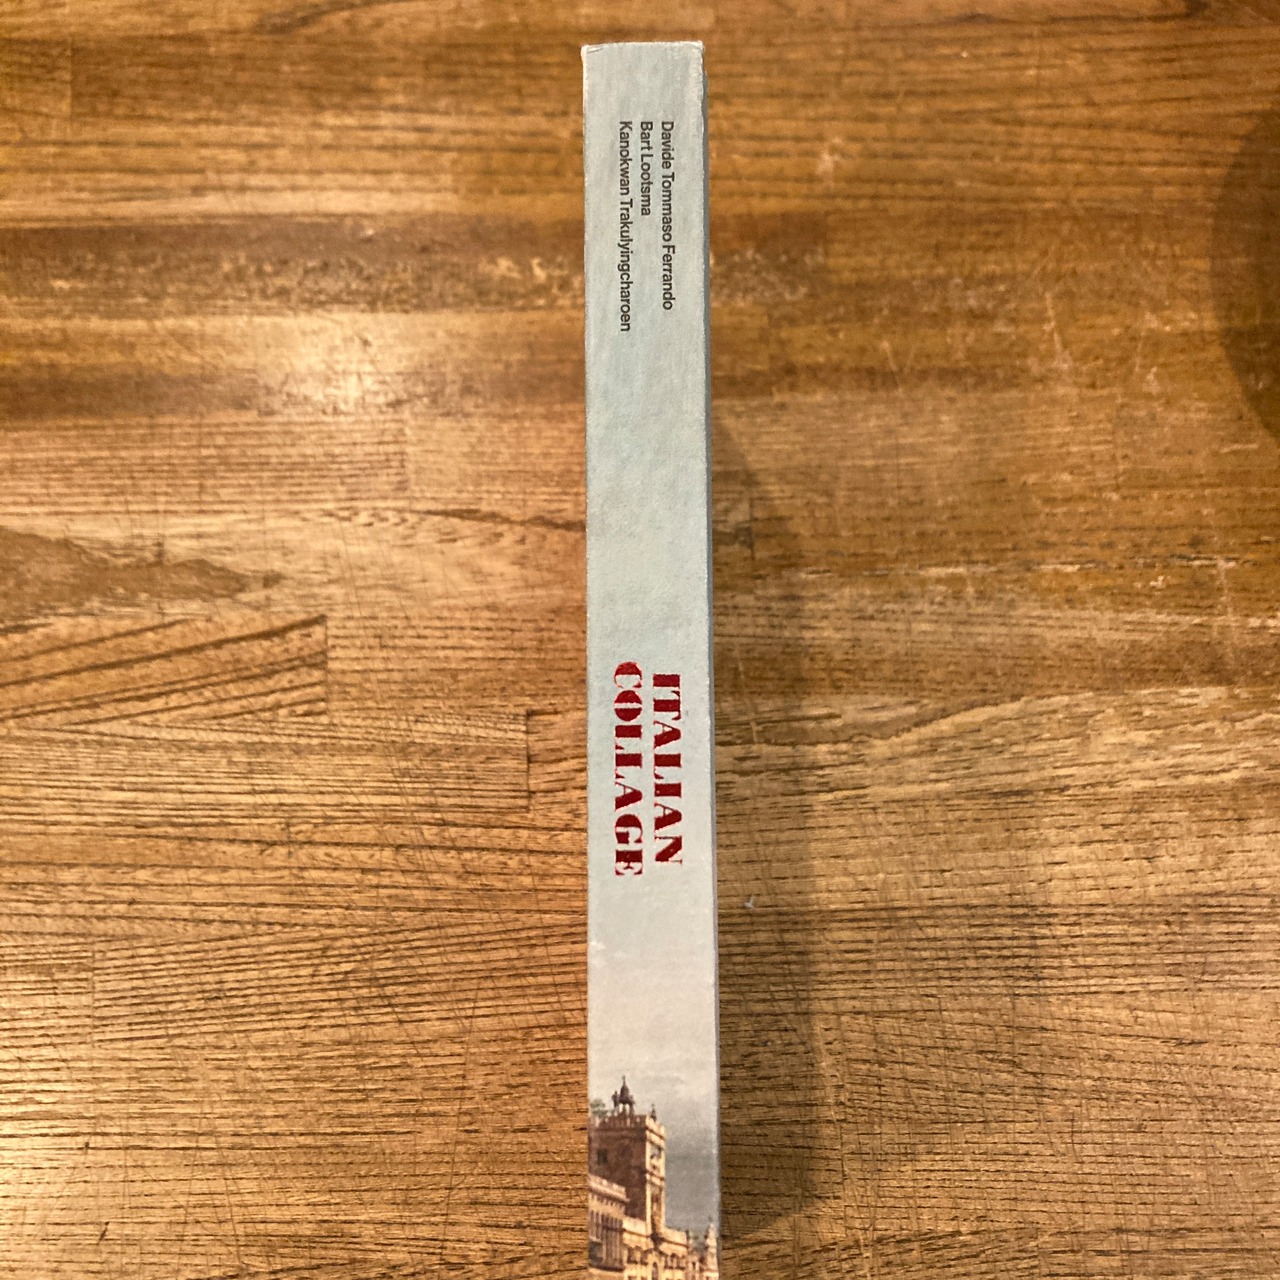 Davide Tommaso Ferrando
Bart Lootsma
Kanokwan Trakulyingcharoen
ITALIAN
COLLAGE